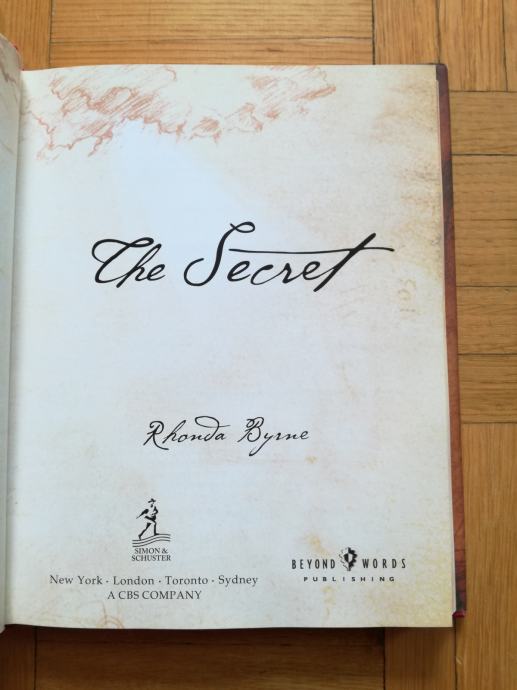 The Secret
Rhonda Byrne
SIMON &
SCHUSTER
New York · London · Toronto · Sydney
A CBS COMPANY
BEYOND WORDS
PUBLISHING